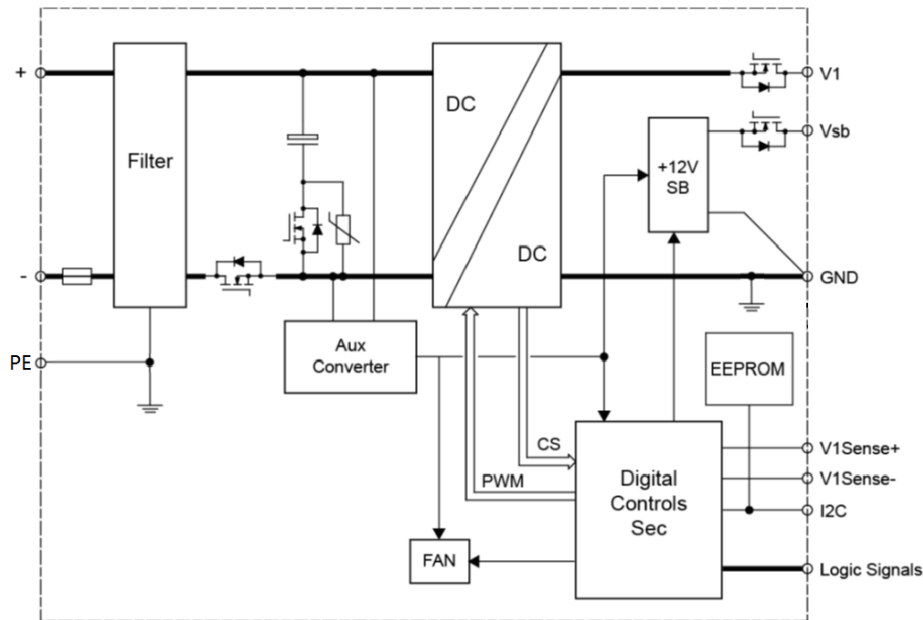 +
V1
DC
Vsb
Filter
+12V
SB
DC
-
GND
PE
Aux
Converter
EEPROM
CS
V1Sense+
Digital
Controls
Sec
V1Sense-
PWM
I2C
FAN
Logic Signals